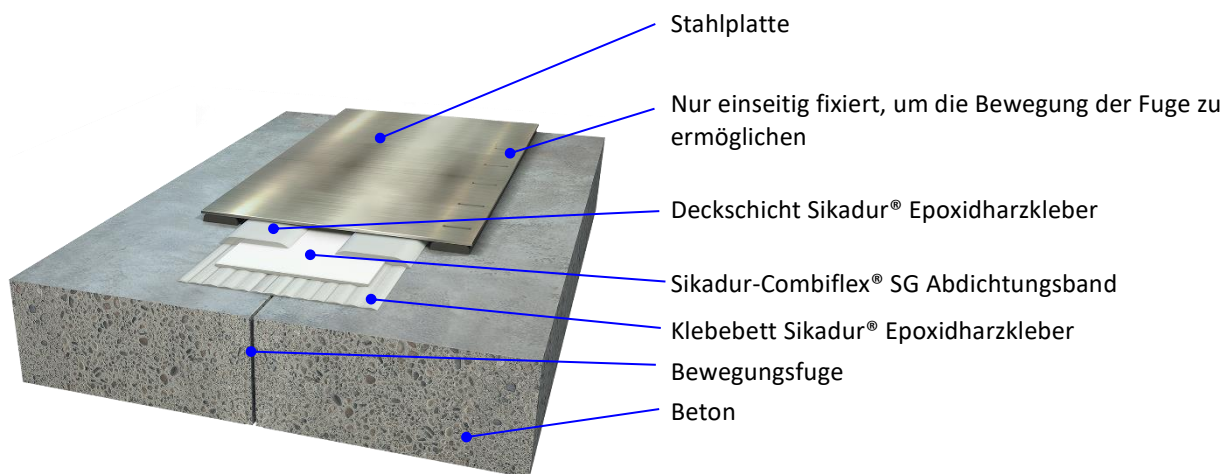 Stahlplatte
Nur einseitig fixiert, um die Bewegung der Fuge zu
ermöglichen
Deckschicht Sikadur® Epoxidharzkleber
Sikadur-Combiflex® SG Abdichtungsband
Klebebett Sikadur® Epoxidharzkleber
Bewegungsfuge
Beton